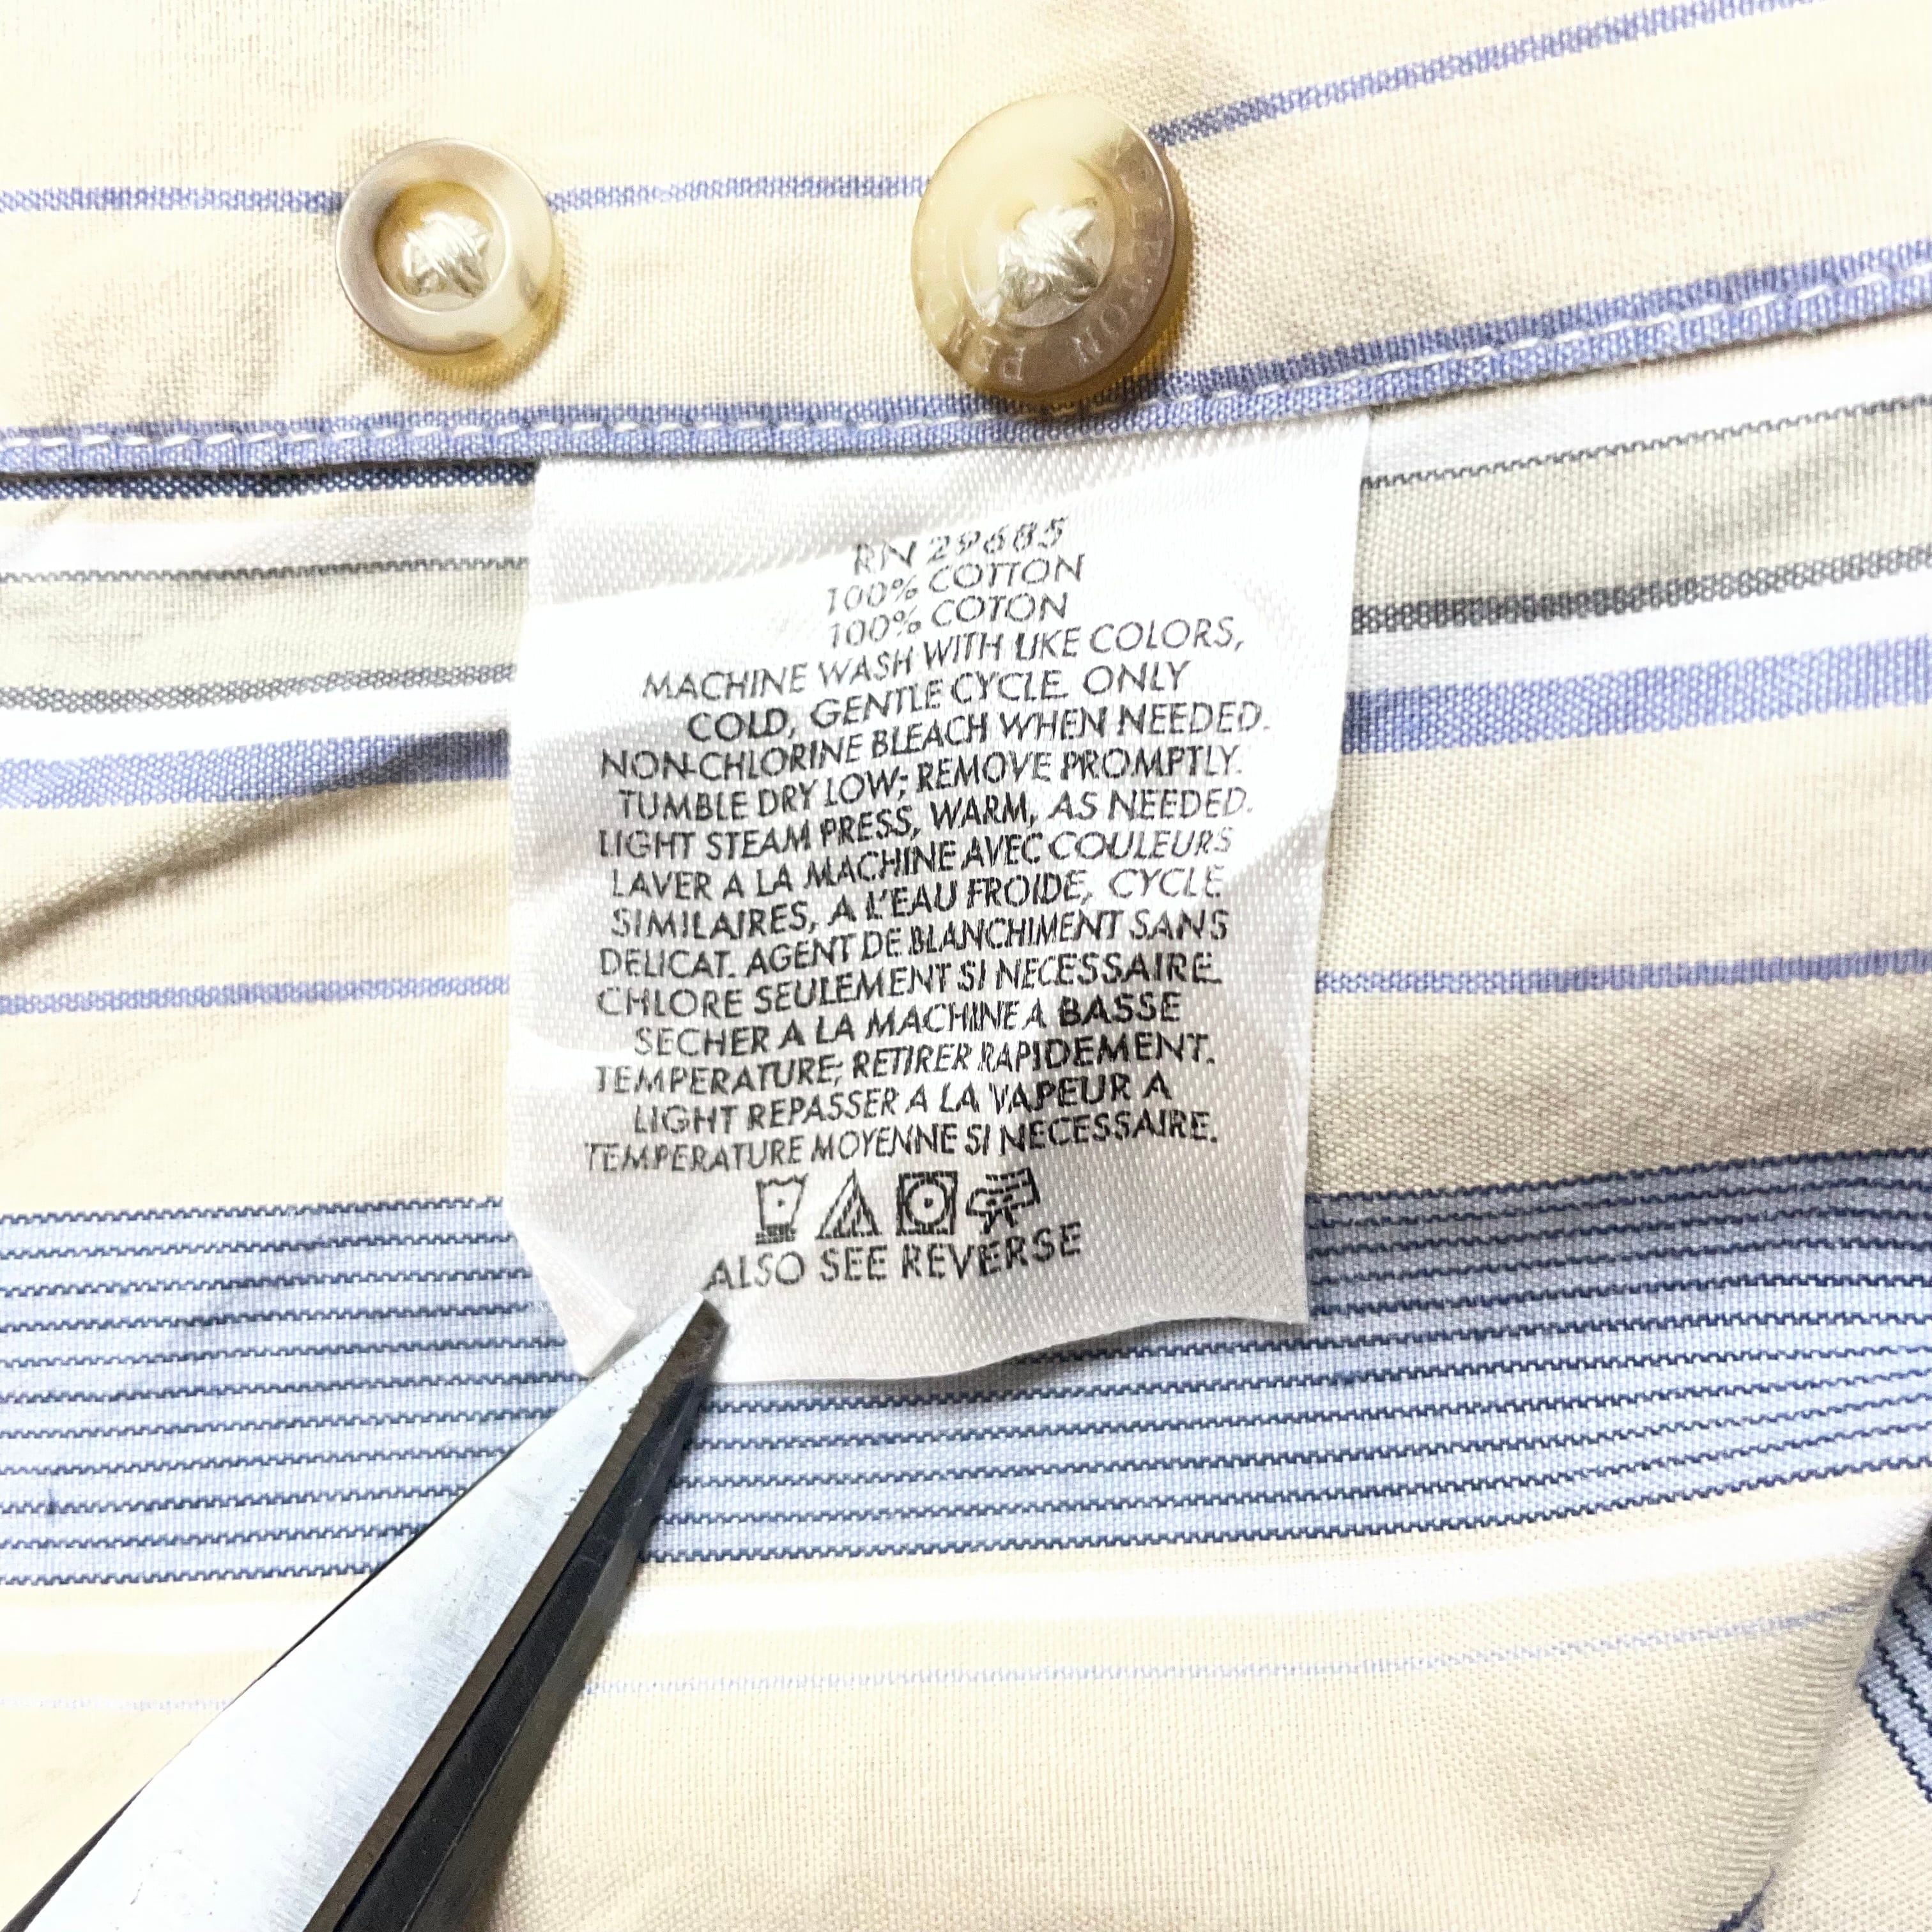 RN 29685
100% COTTON
100% COTON
MACHINE WASH WITH LIKE COLORS,
COLD, GENTLE CYCLE. ONLY
NON-CHLORINE BLEACH WHEN NEEDED.
TUMBLE DRY LOW; REMOVE PROMPTLY.
LIGHT STEAM PRESS, WARM, AS NEEDED.
LAVER A LA MACHINE AVEC COULEURS
SIMILAIRES, A L'EAU FROIDE, CYCLE
DELICAT. AGENT DE BLANCHIMENT SANS
CHLORE SEULEMENT SI NECESSAIRE.
SECHER A LA MACHINE A BASSE
TEMPERATURE; RETIRER RAPIDEMENT.
LIGHT REPASSER A LA VAPEUR A
TEMPERATURE MOYENNE SI NECESSAIRE.
ALSO SEE REVERSE